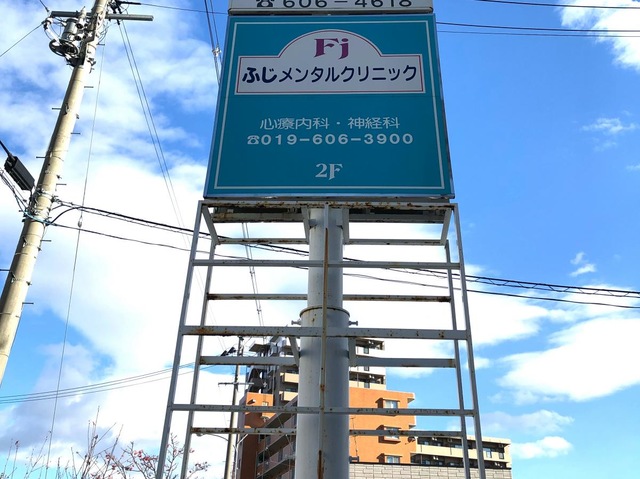 ☎606-4618
Fj
ふじメンタルクリニック
心療内科・神経科
☎019-606-3900
2F